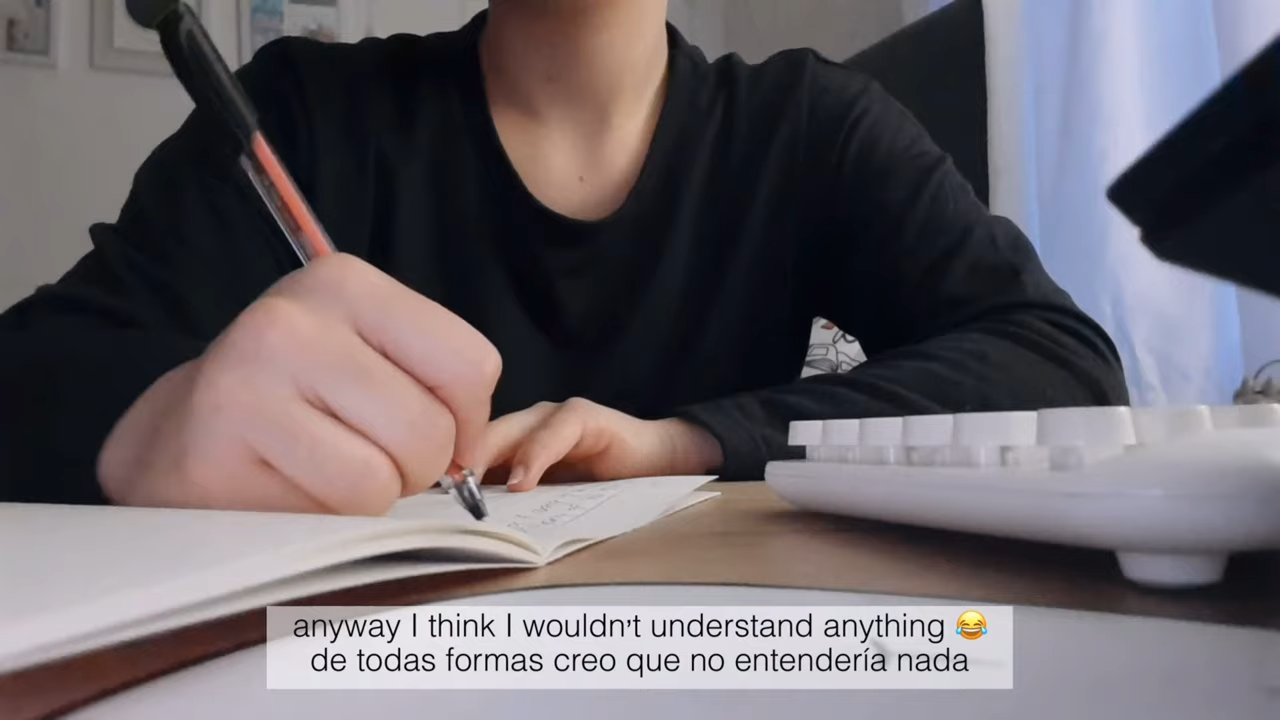 anyway I think I wouldn't understand anything 😂
de todas formas creo que no entendería nada